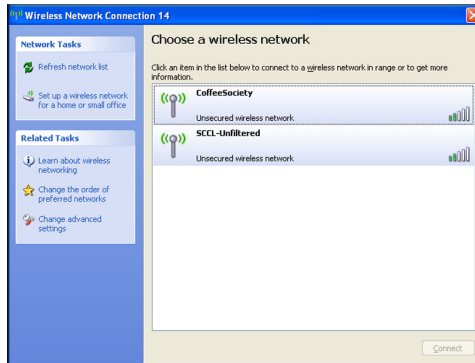 Wireless Network Connection 14
Network Tasks
Refresh network list
Set up a wireless network
for a home or small office
Related Tasks
Learn about wireless
networking
Change the order of
preferred networks
Change advanced
settings
Choose a wireless network
Click an item in the list below to connect to a wireless network in range or to get more
information.
CoffeeSociety
Unsecured wireless network
SCCL-Unfiltered
Unsecured wireless network
Connect